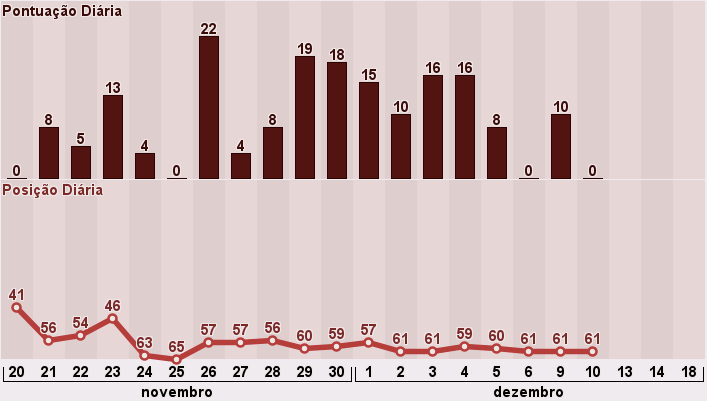 Pontuação Diária
0 8 5 13 4 0 22 4 8 19 18 15 10 16 16 8 0 10 0
Posição Diária
41 56 54 46 63 65 57 57 56 60 59 57 61 61 59 60 61 61 61
20 21 22 23 24 25 26 27 28 29 30 1 2 3 4 5 6 9 10 13 14 18
novembro dezembro